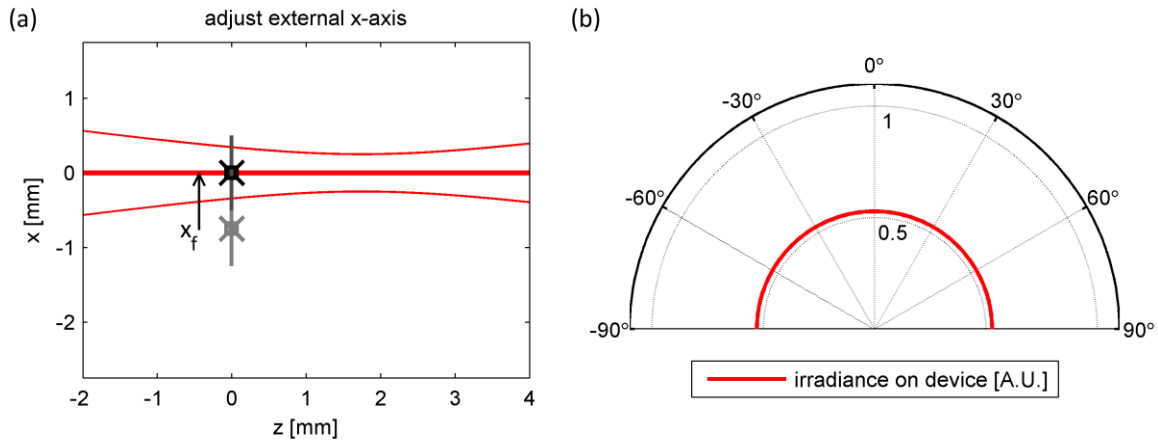 (a)
adjust external x-axis
1
0
-1
-2
x [mm]
x_f
-2 -1 0 1 2 3 4
z [mm]
(b)
0°
-30° 30°
-60° 60°
-90° 90°
1
0.5
irradiance on device [A.U.]